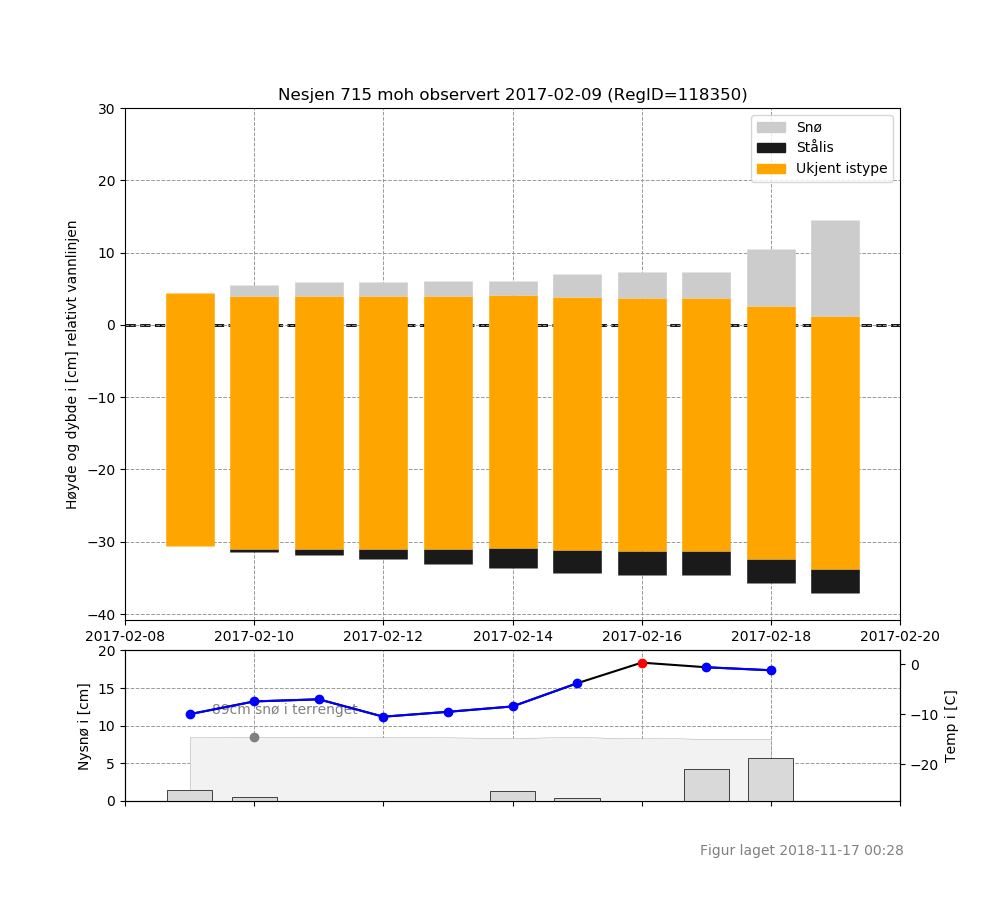 Nesjen 715 moh observert 2017-02-09 (RegID=118350)
30
20
10
0
−10
−20
−30
−40
Høyde og dybde i [cm] relativt vannlinjen
Snø
Stålis
Ukjent istype
2017-02-08
2017-02-10
2017-02-12
2017-02-14
2017-02-16
2017-02-18
2017-02-20
20
15
10
5
0
Nysnø i [cm]
89cm snø i terrenget
0
−10
−20
Temp i [C]
Figur laget 2018-11-17 00:28